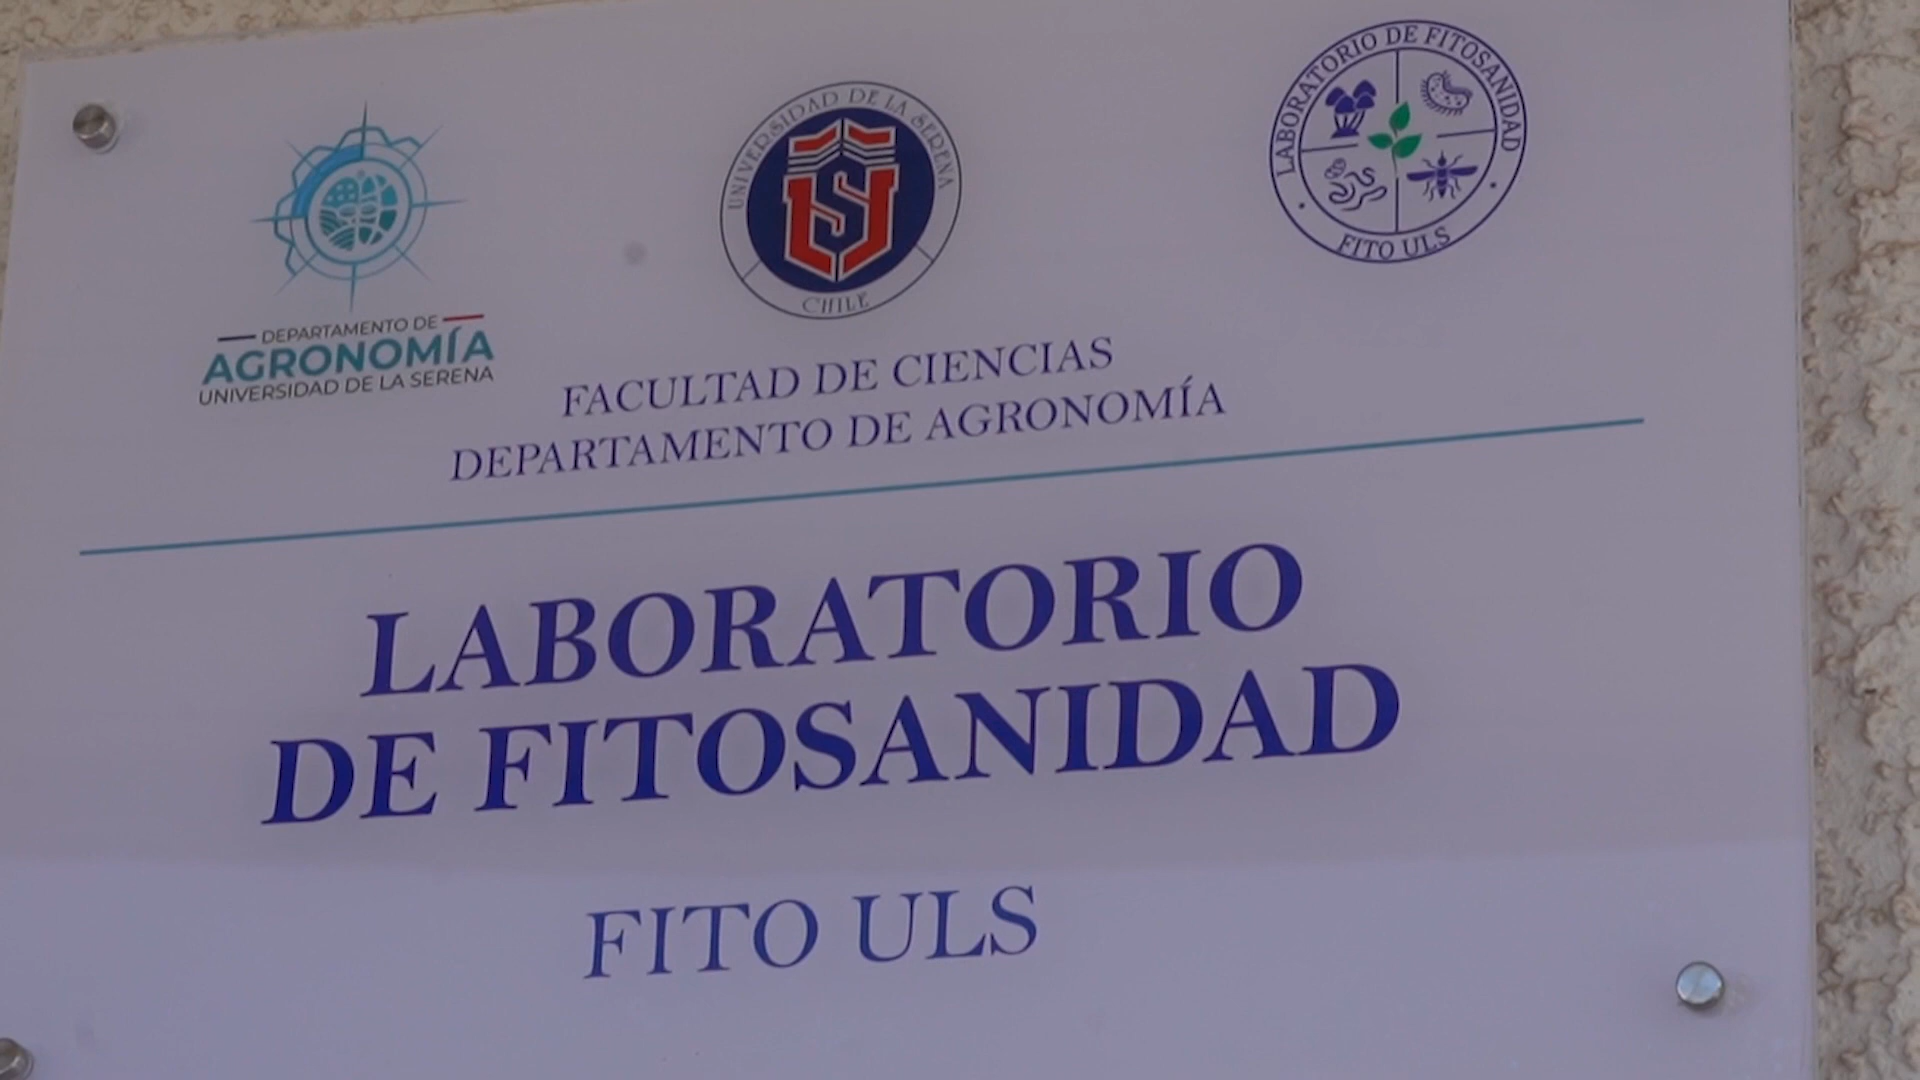 DEPARTAMENTO DE
AGRONOMÍA
UNIVERSIDAD DE LA SERENA
UNIVERSIDAD DE LA SERENA
CHILE
LABORATORIO DE FITOSANIDAD
FITO ULS
FACULTAD DE CIENCIAS
DEPARTAMENTO DE AGRONOMÍA
LABORATORIO
DE FITOSANIDAD
FITO ULS